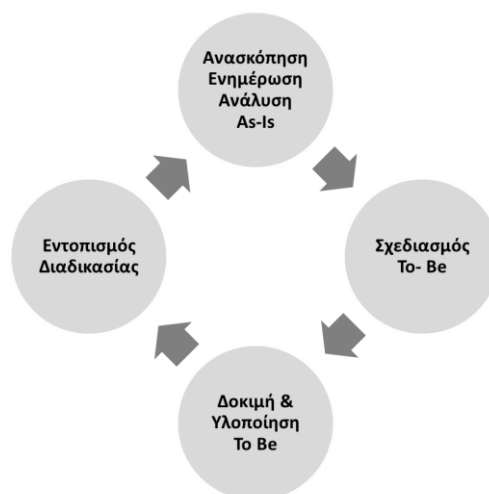 Ανασκόπηση
Ενημέρωση
Ανάλυση
As-Is
Εντοπισμός
Διαδικασίας
Σχεδιασμός
To- Be
Δοκιμή &
Υλοποίηση
To Be